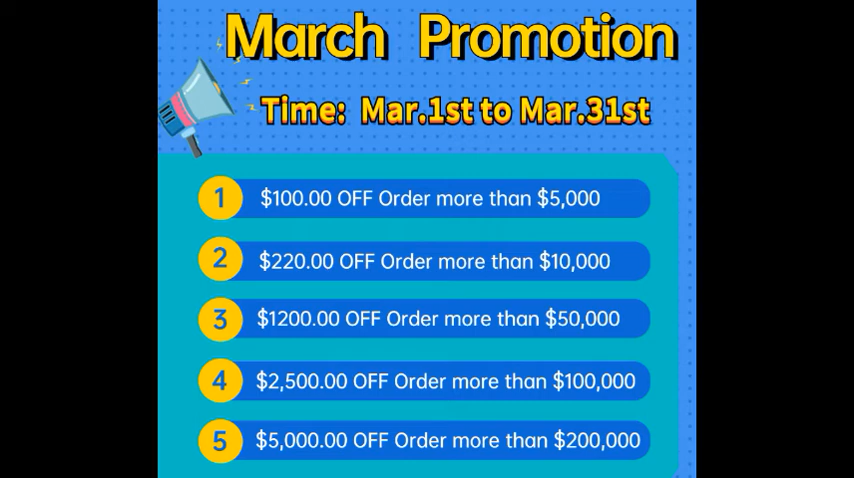 March Promotion
Time: Mar.1st to Mar.31st
1 $100.00 OFF Order more than $5,000
2 $220.00 OFF Order more than $10,000
3 $1200.00 OFF Order more than $50,000
4 $2,500.00 OFF Order more than $100,000
5 $5,000.00 OFF Order more than $200,000